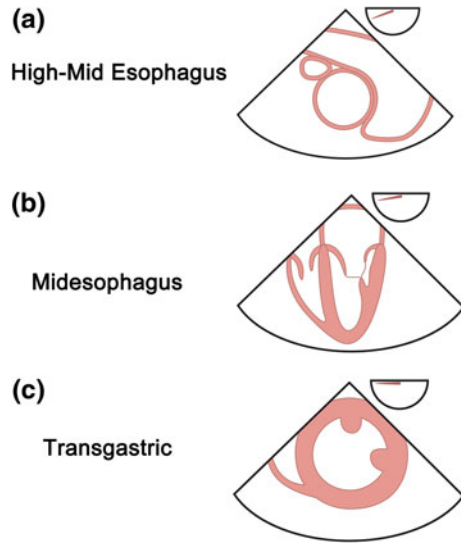 (a)
High-Mid Esophagus
(b)
Midesophagus
(c)
Transgastric